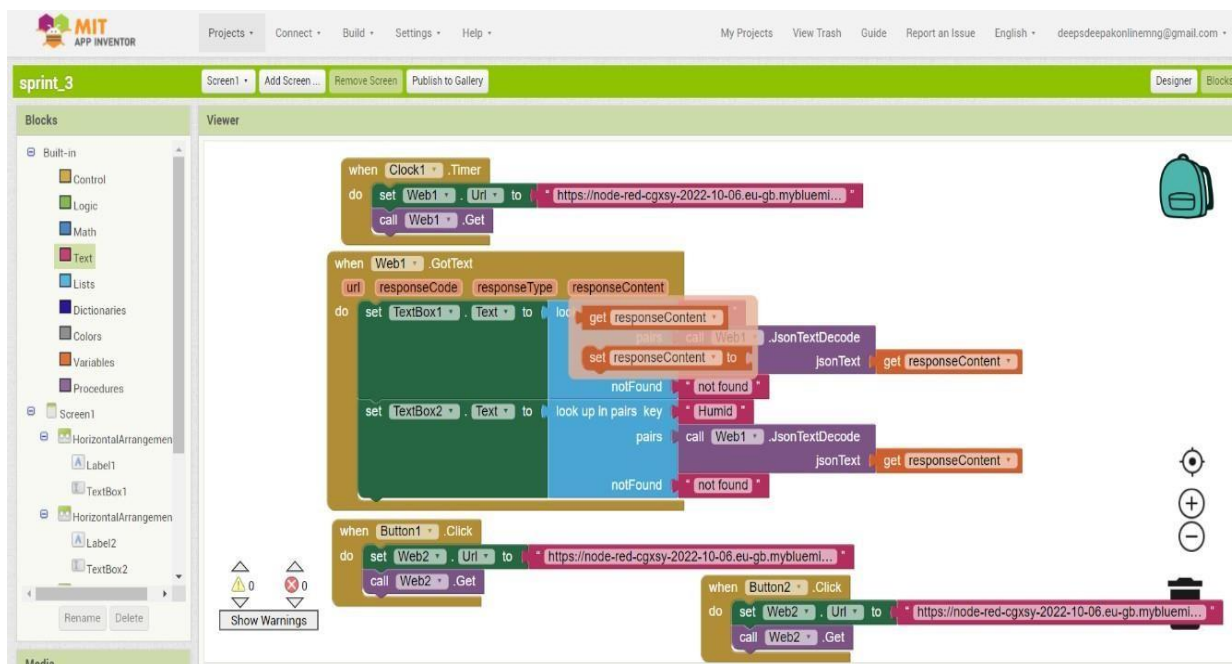 MIT
APP INVENTOR
Projects
Connect
Build
Settings
Help
My Projects
View Trash
Guide
Report an Issue
English
deepsdeepakonlinemng@gmail.com
sprint_3
Screen1
Add Screen ...
Remove Screen
Publish to Gallery
Designer
Blocks
Blocks
Viewer
Built-in
Control
Logic
Math
Text
Lists
Dictionaries
Colors
Variables
Procedures
Screen1
HorizontalArrangemen
Label1
TextBox1
HorizontalArrangemen
Label2
TextBox2
Rename
Delete
when Clock1 .Timer
do set Web1 . Url to " https://node-red-cgxsy-2022-10-06.eu-gb.mybluemi... "
call Web1 .Get
when Web1 .GotText
url responseCode responseType responseContent
do set TextBox1 . Text to
get responseContent
pairs call Web1 .JsonTextDecode
set responseContent to
jsonText get responseContent
notFound " not found "
set TextBox2 . Text to look up in pairs key " Humid "
pairs call Web1 .JsonTextDecode
jsonText get responseContent
notFound " not found "
when Button1 .Click
do set Web2 . Url to " https://node-red-cgxsy-2022-10-06.eu-gb.mybluemi... "
call Web2 .Get
when Button2 .Click
do set Web2 . Url to " https://node-red-cgxsy-2022-10-06.eu-gb.mybluemi... "
call Web2 .Get
0
0
Show Warnings